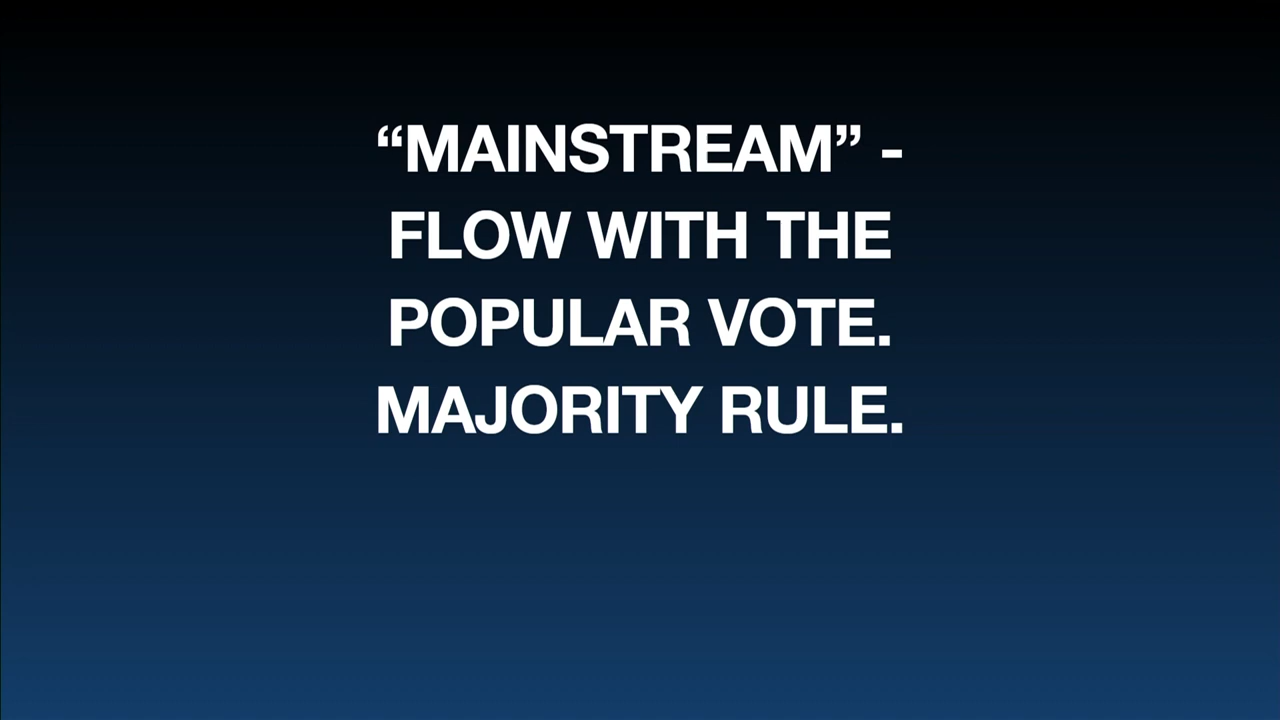 “MAINSTREAM” -
FLOW WITH THE
POPULAR VOTE.
MAJORITY RULE.